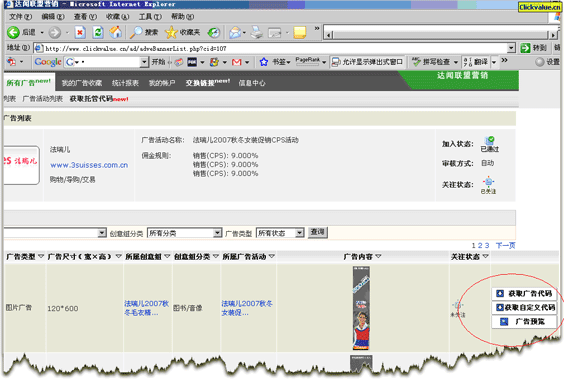 达闻联盟营销 - Microsoft Internet Explorer
Clickvalue.cn
文件(F) 编辑(E) 查看(V) 收藏(A) 工具(T) 帮助(H)
后退 搜索 收藏夹
地址(D) http://www.clickvalue.cn/ad/advsBannerList.php?cid=107 转到 链
Google 开始 书签 PageRank 允许显示弹出式窗口 拼写检查 翻译 设置
达闻联盟营销
所有广告new! 我的广告收藏 统计报表 我的帐户 交换链接new! 信息中心
列表 广告活动列表 获取托管代码new!
广告列表
法瑞儿
www.3suisses.com.cn
购物/导购/交易
广告活动名称: 法瑞儿2007秋冬女装促销CPS活动
佣金规则: 销售(CPS): 9.000%
销售(CPS): 9.000%
销售(CPS): 9.000%
加入状态: 已通过
审核方式: 自动
关注状态: 已关注
创意组分类 所有分类 广告类型 所有状态 查询
1 2 3 下一页
广告类型 广告尺寸(宽×高) 所属创意组 创意组分类 所属广告活动 广告内容 关注状态
图片广告 120*600 法瑞儿2007秋冬毛衣精... 图书/音像 法瑞儿2007秋冬女装促... 未关注
获取广告代码
获取自定义代码
广告预览